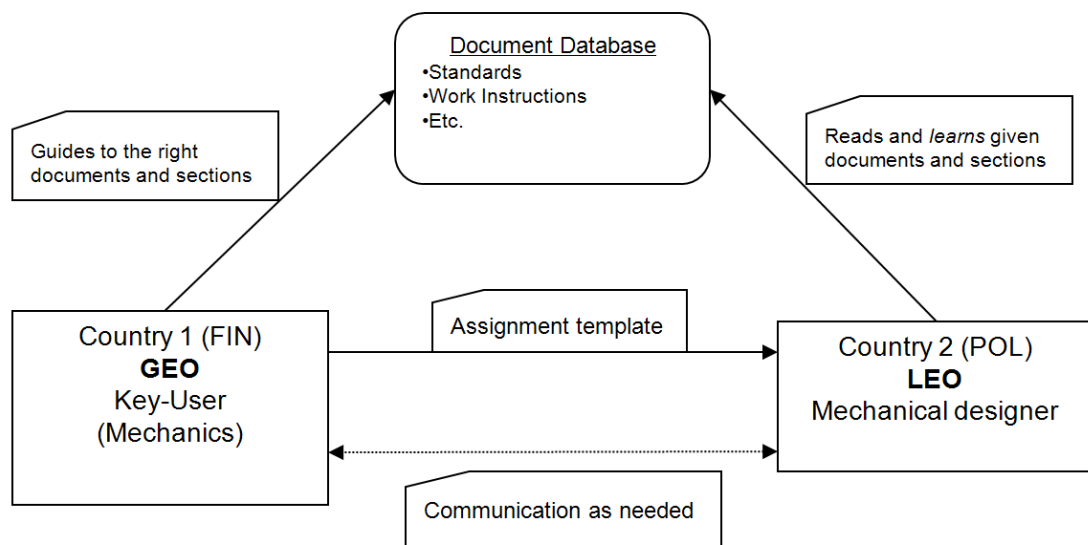 Document Database
•Standards
•Work Instructions
•Etc.
Guides to the right
documents and sections
Reads and learns given
documents and sections
Assignment template
Country 1 (FIN)
GEO
Key-User
(Mechanics)
Country 2 (POL)
LEO
Mechanical designer
Communication as needed